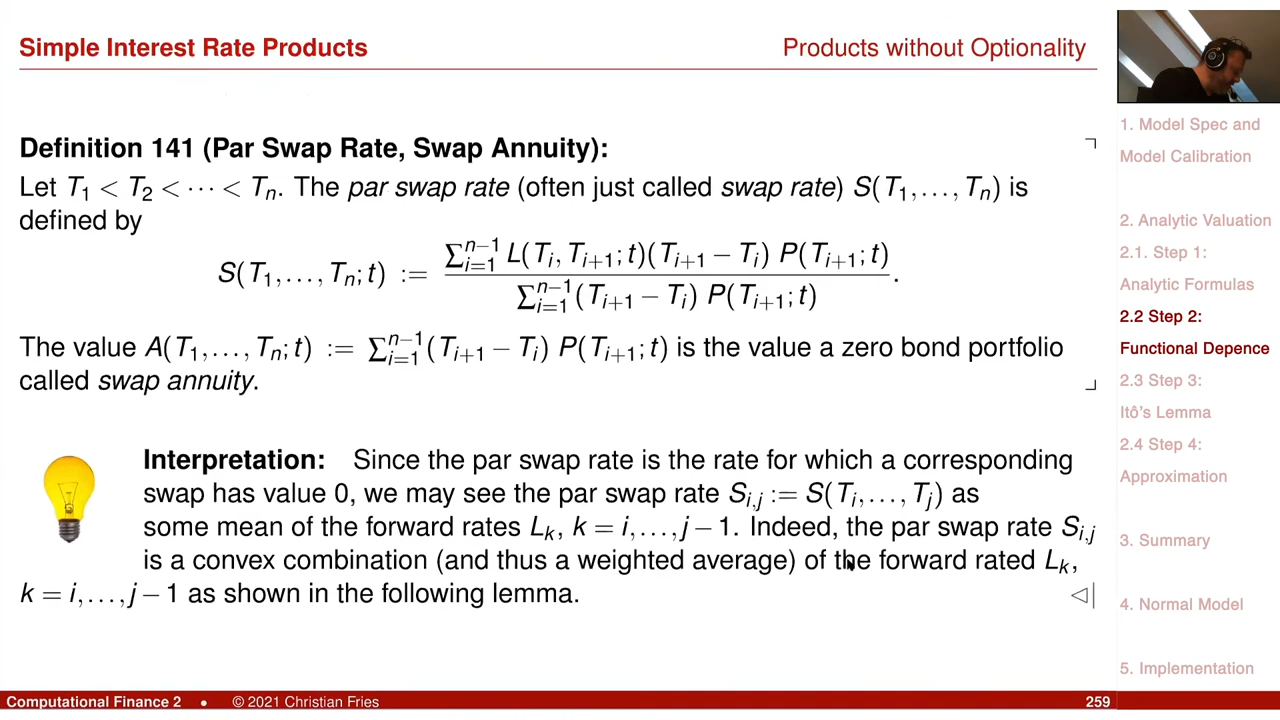 Simple Interest Rate Products
Products without Optionality
Definition 141 (Par Swap Rate, Swap Annuity):
Let T₁ < T₂ < ⋯ < Tₙ. The par swap rate (often just called swap rate) S(T₁,…,Tₙ) is
defined by
S(T₁,…,Tₙ;t) := ∑ᵢ₌₁ⁿ⁻¹ L(Tᵢ,Tᵢ₊₁;t)(Tᵢ₊₁ − Tᵢ) P(Tᵢ₊₁;t) / ∑ᵢ₌₁ⁿ⁻¹(Tᵢ₊₁ − Tᵢ) P(Tᵢ₊₁;t) .
The value A(T₁,…,Tₙ;t) := ∑ᵢ₌₁ⁿ⁻¹(Tᵢ₊₁ − Tᵢ) P(Tᵢ₊₁;t) is the value a zero bond portfolio
called swap annuity.
Interpretation: Since the par swap rate is the rate for which a corresponding
swap has value 0, we may see the par swap rate Sᵢ,ⱼ := S(Tᵢ,…,Tⱼ) as
some mean of the forward rates Lₖ, k = i,…,j − 1. Indeed, the par swap rate Sᵢ,ⱼ
is a convex combination (and thus a weighted average) of the forward rated Lₖ,
k = i,…,j − 1 as shown in the following lemma.
1. Model Spec and
Model Calibration
2. Analytic Valuation
2.1. Step 1:
Analytic Formulas
2.2 Step 2:
Functional Depence
2.3 Step 3:
Itô's Lemma
2.4 Step 4:
Approximation
3. Summary
4. Normal Model
5. Implementation
Computational Finance 2 • © 2021 Christian Fries
259